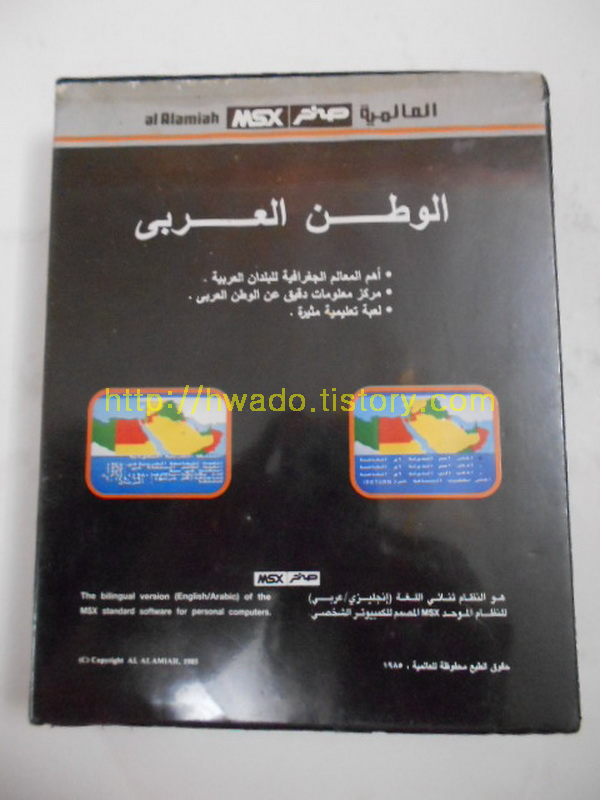 al Alamiah MSX صخر العالمية
الوطن العربى
• أهم المعالم الجغرافية للبلدان العربية .
• مركز معلومات دقيق عن الوطن العربى .
• لعبة تعليمية مثيرة .
http://hwado.tistory.com
MSX صخر
The bilingual version (English/Arabic) of the
MSX standard software for personal computers.
هو النظام ثنائي اللغة (إنجليزي/عربي)
للنظام الموحد MSX المصمم للكمبيوتر الشخصي
(C) Copyright AL ALAMIAH, 1985
حقوق الطبع محفوظة للعالمية ، ١٩٨٥